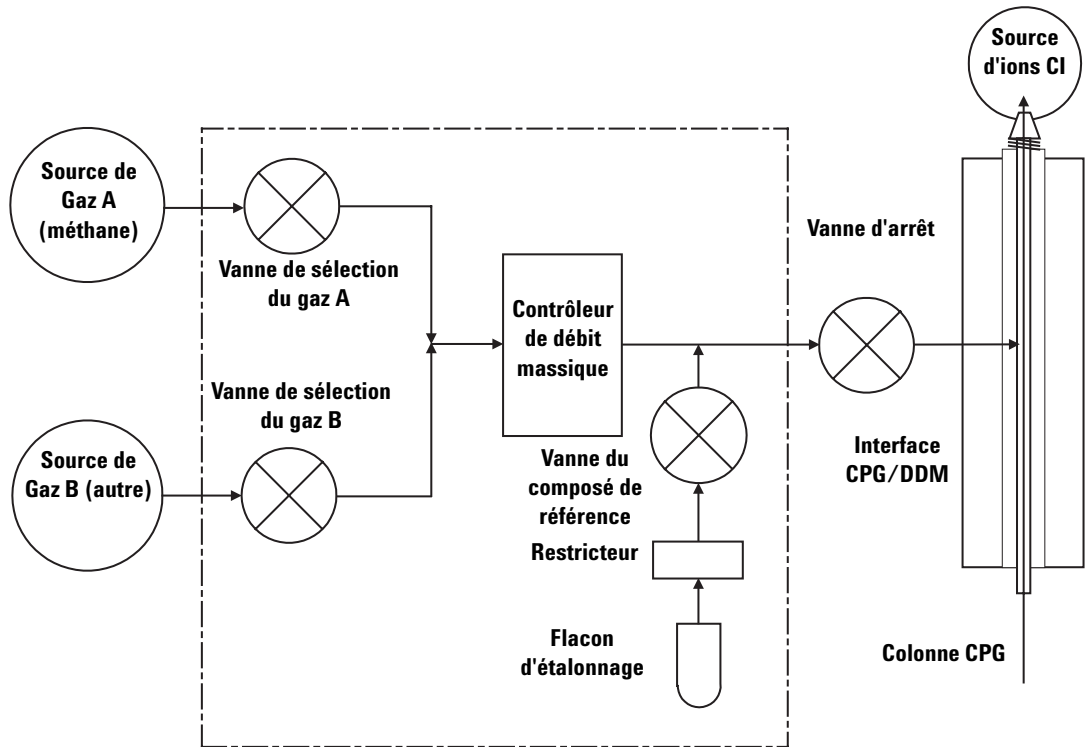 Source
d'ions CI
Source de
Gaz A
(méthane)
Vanne de sélection
du gaz A
Vanne d'arrêt
Contrôleur
de débit
massique
Vanne de sélection
du gaz B
Source de
Gaz B (autre)
Vanne du
composé de
référence
Interface
CPG/DDM
Restricteur
Flacon
d'étalonnage
Colonne CPG